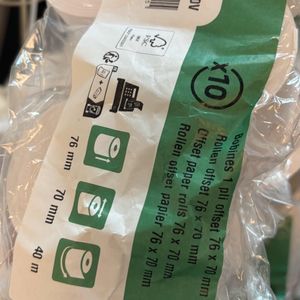 x10
FSC
Bobines 1 pli offset 76 x 70 mm
Rollen offset 76 x 70 mm
Offset paper rolls 76 x 70 mm
Rollen offset papier 76 x 70 mm
76 mm
70 mm
40 m